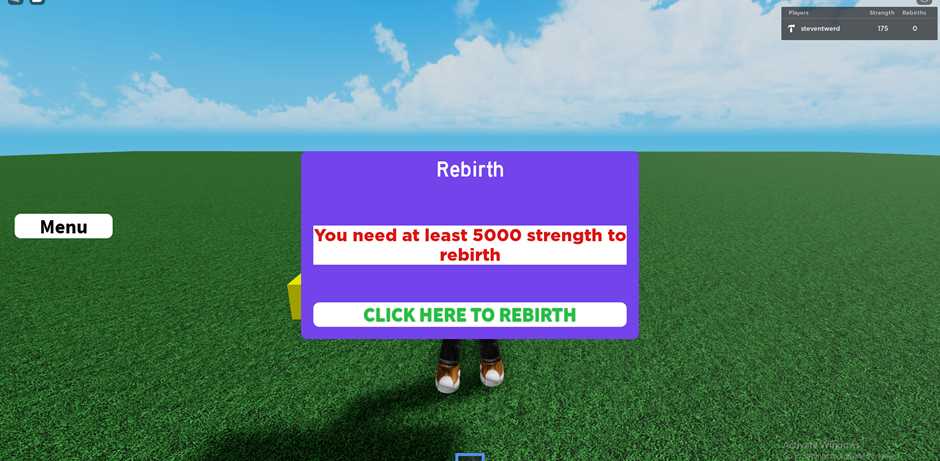 Players Strength Rebirths
steventwerd 175 0
Rebirth
Menu
You need at least 5000 strength to
rebirth
CLICK HERE TO REBIRTH
Activate Windows